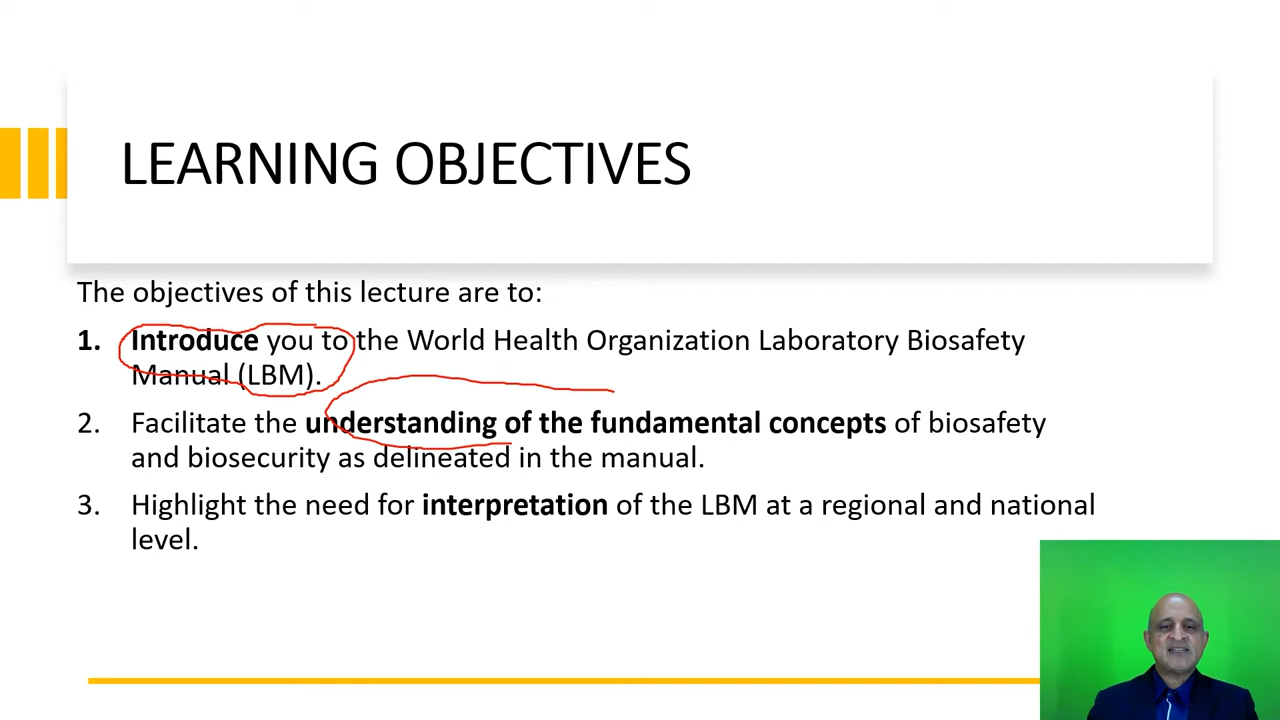 LEARNING OBJECTIVES
The objectives of this lecture are to:
1. Introduce you to the World Health Organization Laboratory Biosafety
Manual (LBM).
2. Facilitate the understanding of the fundamental concepts of biosafety
and biosecurity as delineated in the manual.
3. Highlight the need for interpretation of the LBM at a regional and national
level.